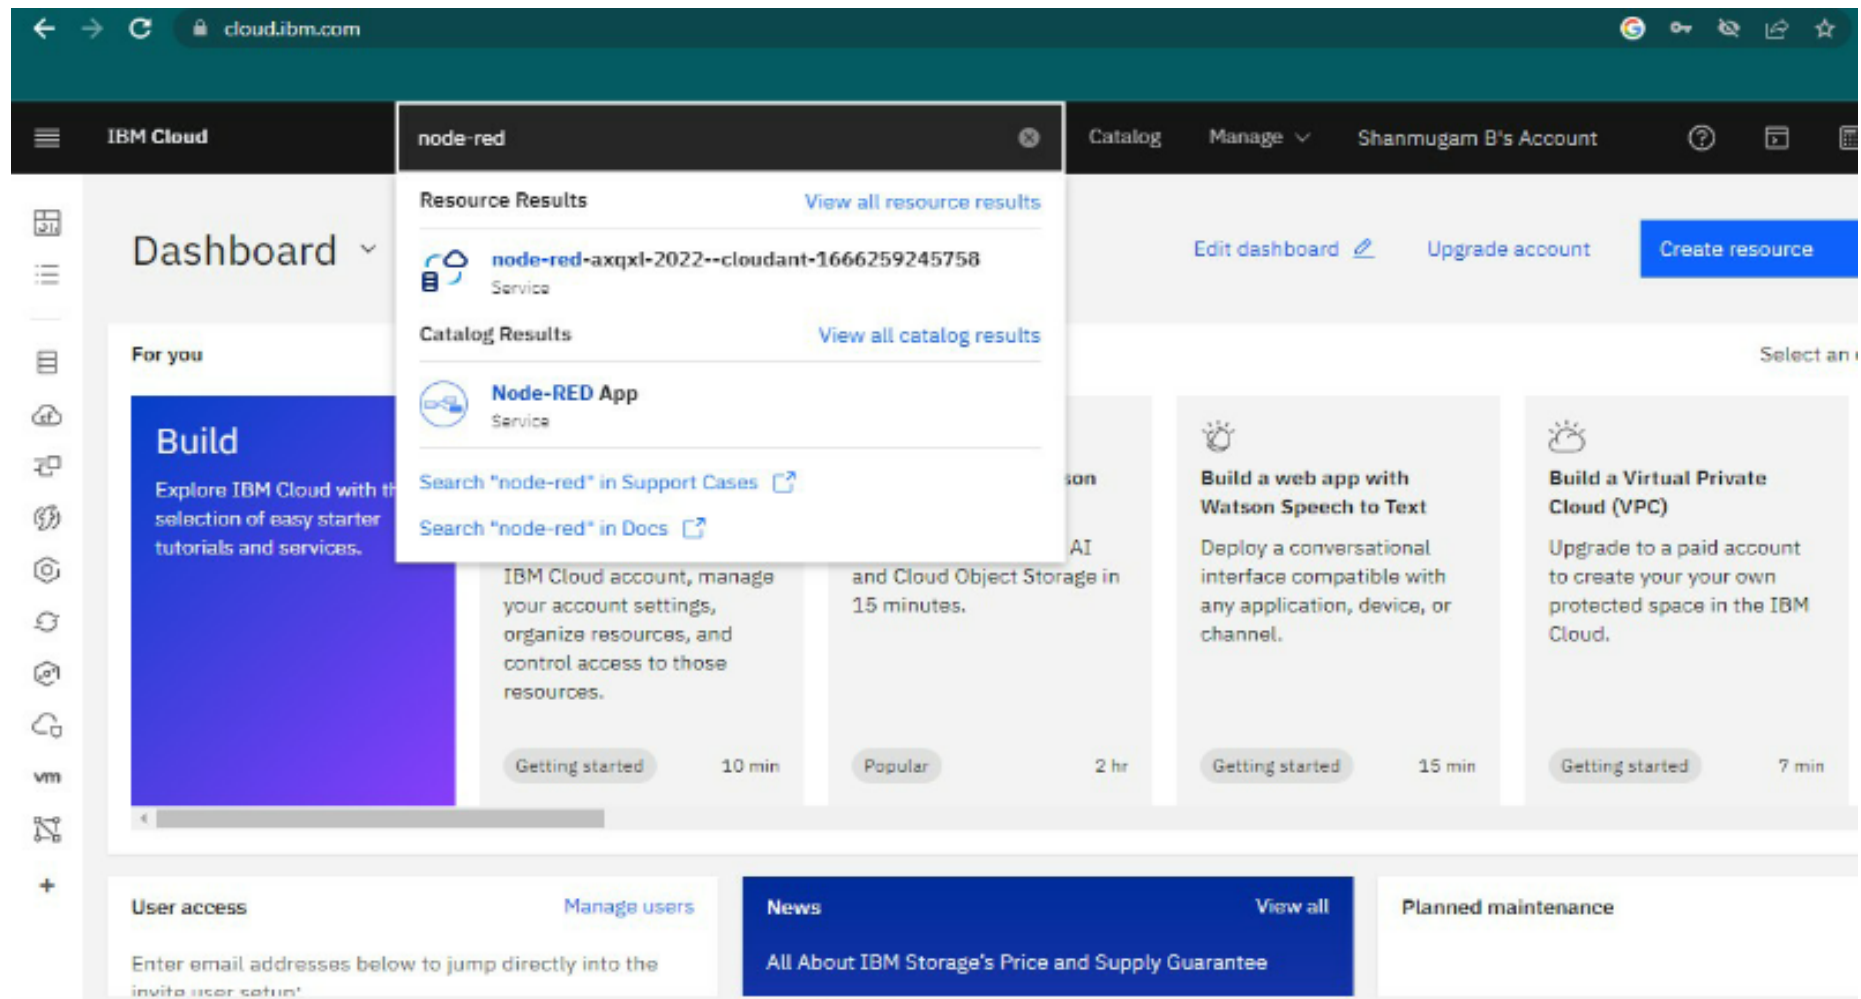 cloud.ibm.com
IBM Cloud
node-red
Catalog
Manage
Shanmugam B's Account
Resource Results
View all resource results
node-red-axqxl-2022--cloudant-1666259245758
Service
Catalog Results
View all catalog results
Node-RED App
Service
Search "node-red" in Support Cases
Search "node-red" in Docs
Dashboard
Edit dashboard
Upgrade account
Create resource
For you
Select an
Build
Explore IBM Cloud with th
selection of easy starter
tutorials and services.
IBM Cloud account, manage
your account settings,
organize resources, and
control access to those
resources.
Getting started
10 min
son
AI
and Cloud Object Storage in
15 minutes.
Popular
2 hr
Build a web app with
Watson Speech to Text
Deploy a conversational
interface compatible with
any application, device, or
channel.
Getting started
15 min
Build a Virtual Private
Cloud (VPC)
Upgrade to a paid account
to create your your own
protected space in the IBM
Cloud.
Getting started
7 min
vm
User access
Manage users
Enter email addresses below to jump directly into the
invite user setup*
News
View all
All About IBM Storage's Price and Supply Guarantee
Planned maintenance